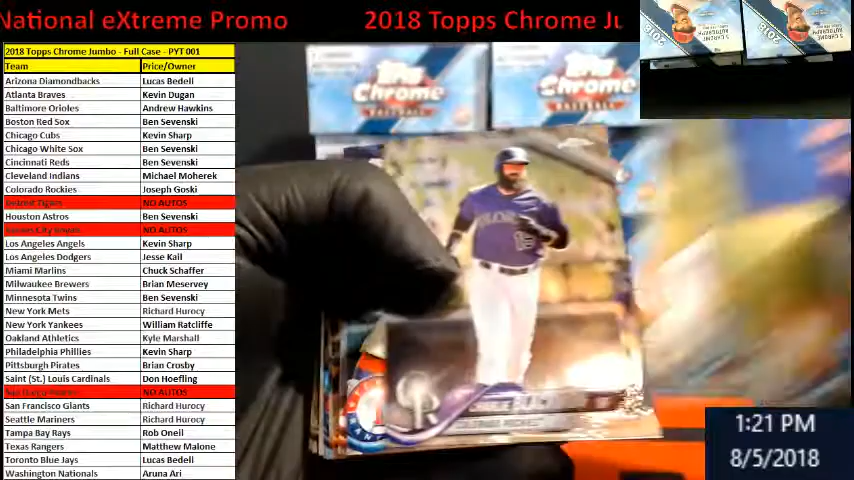 National eXtreme Promo
2018 Topps Chrome Ju
2018 Topps Chrome Jumbo - Full Case - PYT 001
Team Price/Owner
Arizona Diamondbacks Lucas Bedell
Atlanta Braves Kevin Dugan
Baltimore Orioles Andrew Hawkins
Boston Red Sox Ben Sevenski
Chicago Cubs Kevin Sharp
Chicago White Sox Ben Sevenski
Cincinnati Reds Ben Sevenski
Cleveland Indians Michael Moherek
Colorado Rockies Joseph Goski
Detroit Tigers NO AUTOS
Houston Astros Ben Sevenski
Kansas City Royals NO AUTOS
Los Angeles Angels Kevin Sharp
Los Angeles Dodgers Jesse Kail
Miami Marlins Chuck Schaffer
Milwaukee Brewers Brian Meservey
Minnesota Twins Ben Sevenski
New York Mets Richard Hurocy
New York Yankees William Ratcliffe
Oakland Athletics Kyle Marshall
Philadelphia Phillies Kevin Sharp
Pittsburgh Pirates Brian Crosby
Saint (St.) Louis Cardinals Don Hoefling
NO AUTOS
San Francisco Giants Richard Hurocy
Seattle Mariners Richard Hurocy
Tampa Bay Rays Rob Oneil
Texas Rangers Matthew Malone
Toronto Blue Jays Lucas Bedell
Washington Nationals Aruna Ari
Topps Chrome BASEBALL
Topps Chrome BASEBALL
2018
2018
1:21 PM
8/5/2018